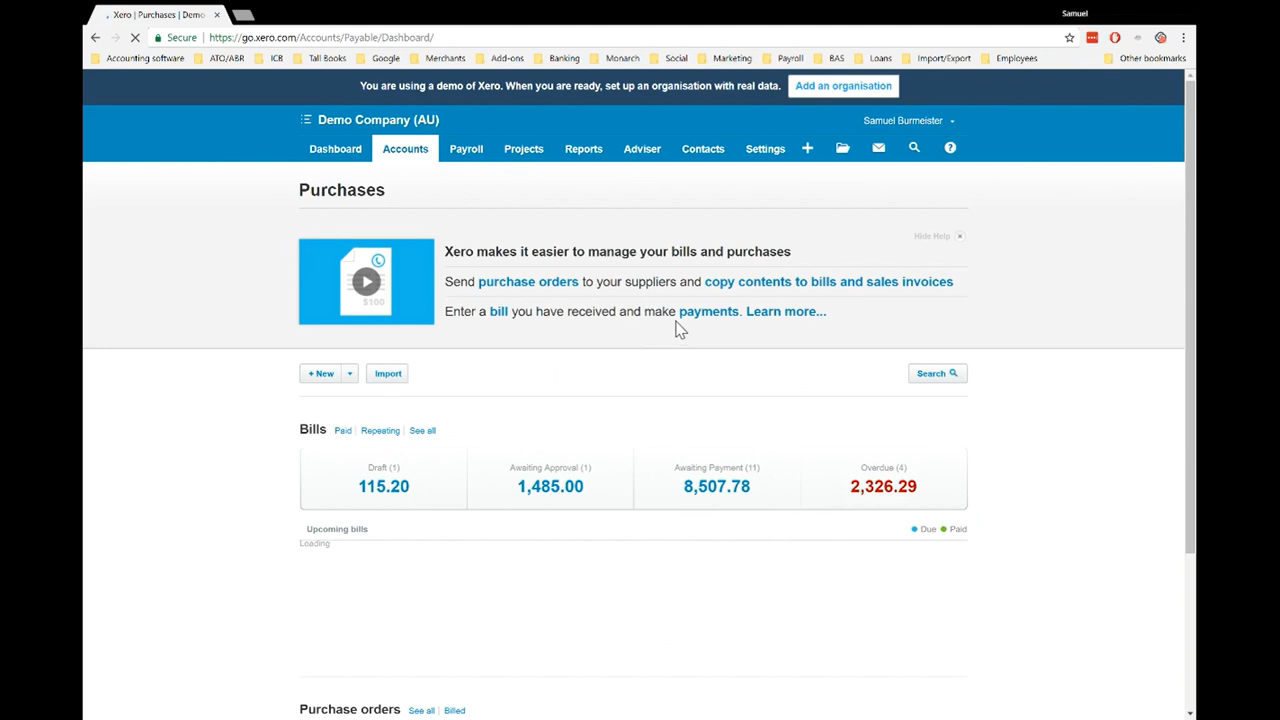 Xero | Purchases | Demo
Samuel
Secure https://go.xero.com/Accounts/Payable/Dashboard/
Accounting software ATO/ABR ICB Tall Books Google Merchants Add-ons Banking Monarch Social Marketing Payroll BAS Loans Import/Export Employees Other bookmarks
You are using a demo of Xero. When you are ready, set up an organisation with real data. Add an organisation
Demo Company (AU) Samuel Burmeister
Dashboard Accounts Payroll Projects Reports Adviser Contacts Settings
Purchases
Hide Help
Xero makes it easier to manage your bills and purchases
Send purchase orders to your suppliers and copy contents to bills and sales invoices
$100
Enter a bill you have received and make payments. Learn more...
+ New Import Search
Bills Paid Repeating See all
Draft (1) Awaiting Approval (1) Awaiting Payment (11) Overdue (4)
115.20 1,485.00 8,507.78 2,326.29
Upcoming bills Due Paid
Loading
Purchase orders See all Billed